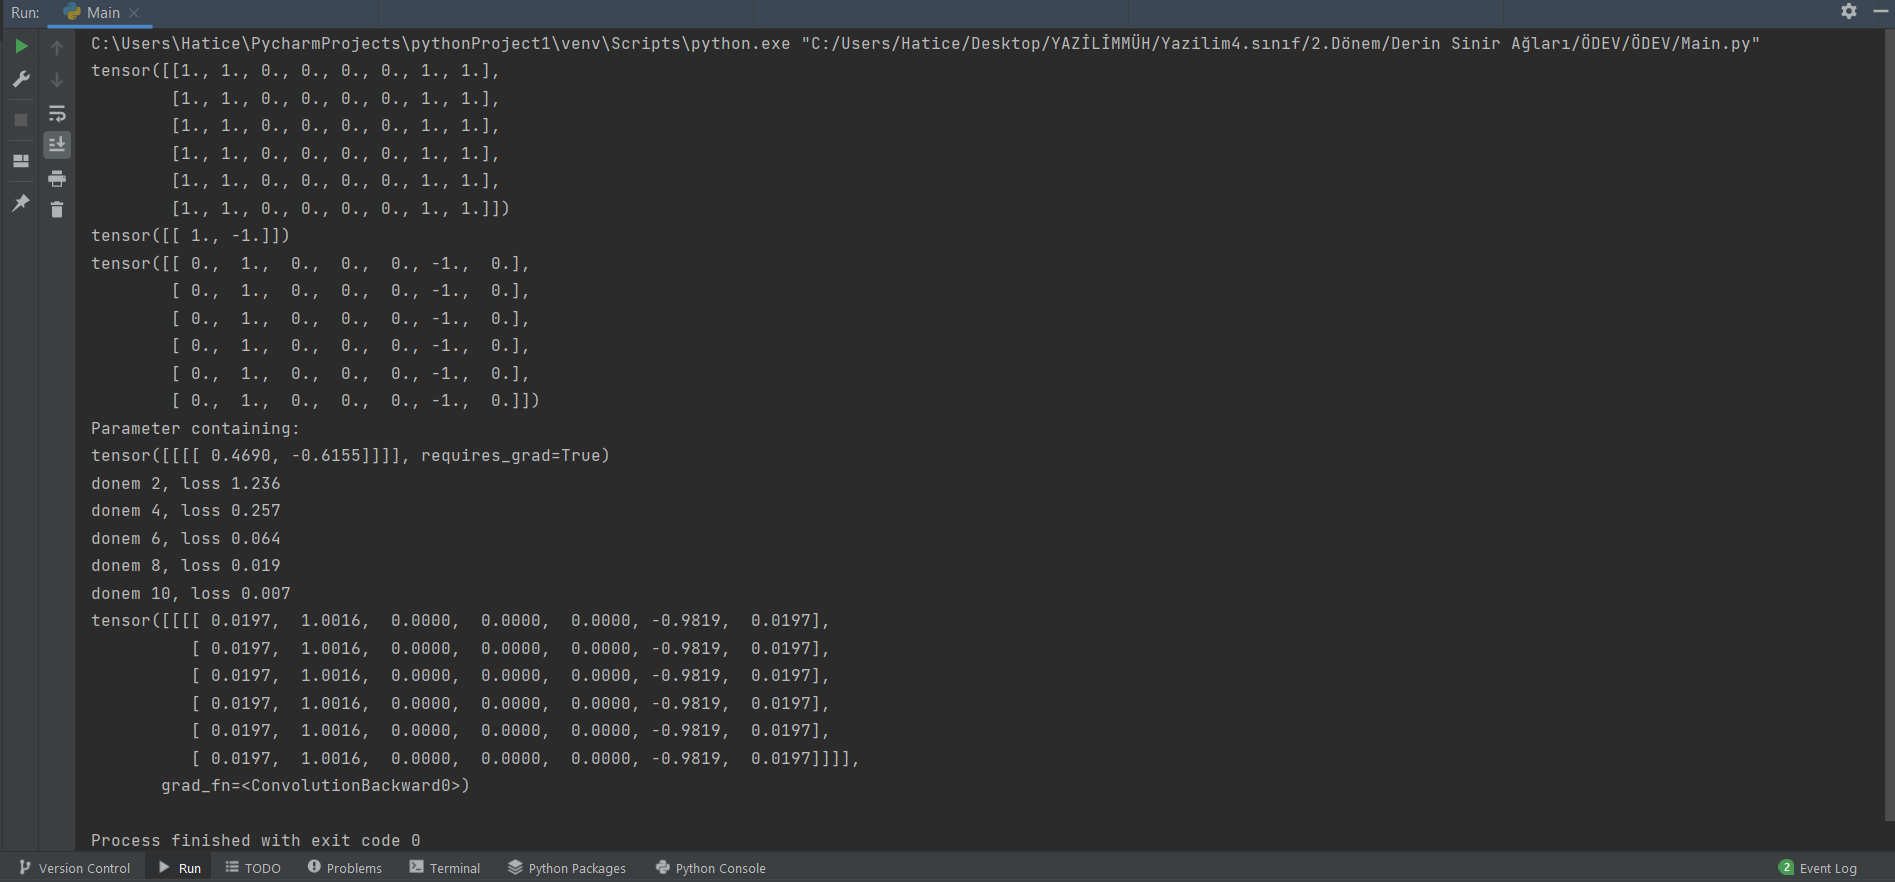 Run: Main
C:\Users\Hatice\PycharmProjects\pythonProject1\venv\Scripts\python.exe "C:/Users/Hatice/Desktop/YAZİLİMMÜH/Yazilim4.sınıf/2.Dönem/Derin Sinir Ağları/ÖDEV/ÖDEV/Main.py"
tensor([[1., 1., 0., 0., 0., 0., 1., 1.],
        [1., 1., 0., 0., 0., 0., 1., 1.],
        [1., 1., 0., 0., 0., 0., 1., 1.],
        [1., 1., 0., 0., 0., 0., 1., 1.],
        [1., 1., 0., 0., 0., 0., 1., 1.],
        [1., 1., 0., 0., 0., 0., 1., 1.]])
tensor([[ 1., -1.]])
tensor([[ 0.,  1.,  0.,  0.,  0., -1.,  0.],
        [ 0.,  1.,  0.,  0.,  0., -1.,  0.],
        [ 0.,  1.,  0.,  0.,  0., -1.,  0.],
        [ 0.,  1.,  0.,  0.,  0., -1.,  0.],
        [ 0.,  1.,  0.,  0.,  0., -1.,  0.],
        [ 0.,  1.,  0.,  0.,  0., -1.,  0.]])
Parameter containing:
tensor([[[[ 0.4690, -0.6155]]]], requires_grad=True)
donem 2, loss 1.236
donem 4, loss 0.257
donem 6, loss 0.064
donem 8, loss 0.019
donem 10, loss 0.007
tensor([[[[ 0.0197,  1.0016,  0.0000,  0.0000,  0.0000, -0.9819,  0.0197],
          [ 0.0197,  1.0016,  0.0000,  0.0000,  0.0000, -0.9819,  0.0197],
          [ 0.0197,  1.0016,  0.0000,  0.0000,  0.0000, -0.9819,  0.0197],
          [ 0.0197,  1.0016,  0.0000,  0.0000,  0.0000, -0.9819,  0.0197],
          [ 0.0197,  1.0016,  0.0000,  0.0000,  0.0000, -0.9819,  0.0197],
          [ 0.0197,  1.0016,  0.0000,  0.0000,  0.0000, -0.9819,  0.0197]]]],
       grad_fn=<ConvolutionBackward0>)
Process finished with exit code 0
Version Control Run TODO Problems Terminal Python Packages Python Console 2 Event Log